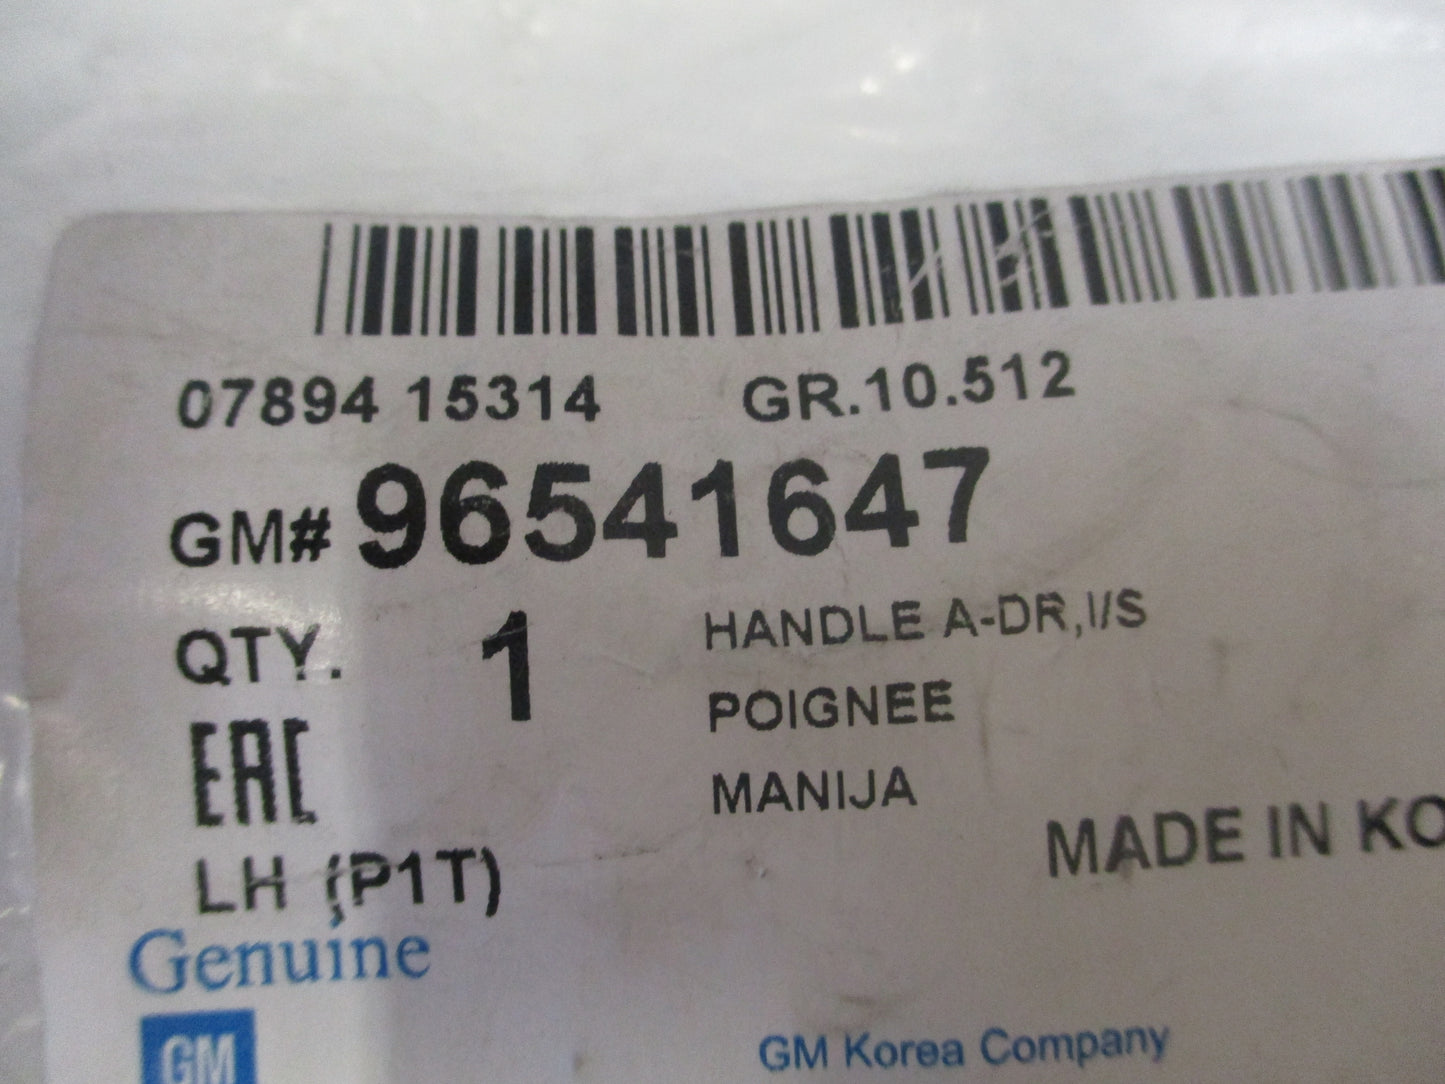 07894 15314 GR.10.512
GM# 96541647
QTY. 1 HANDLE A-DR,I/S
POIGNEE
EAC MANIJA
MADE IN KO
LH (P1T)
Genuine
GM
GM Korea Company